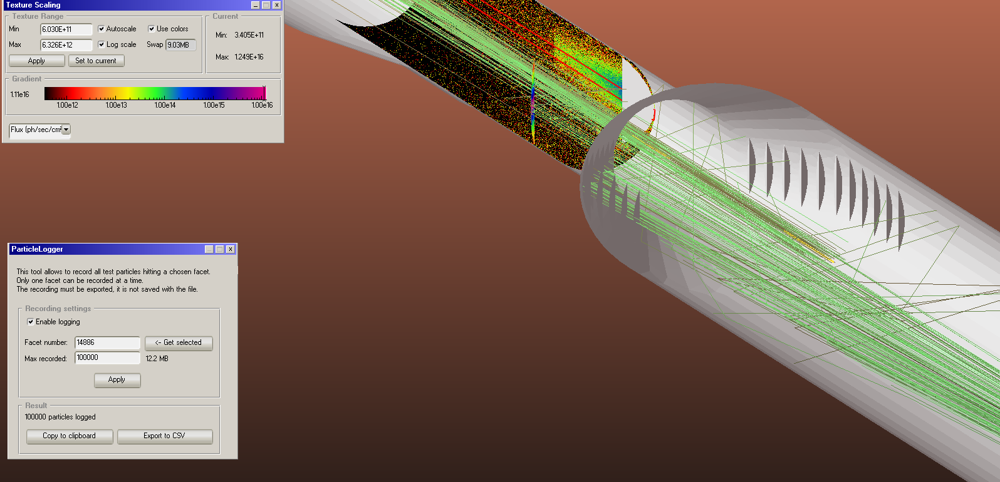 Texture Scaling
Texture Range
Min 6.030E+11 Autoscale Use colors
Max 6.326E+12 Log scale Swap 9.03MB
Apply Set to current
Current
Min: 3.405E+11
Max: 1.249E+16
Gradient
1.11e16
1.00e12 1.00e13 1.00e14 1.00e15 1.00e16
Flux (ph/sec/cm²
ParticleLogger
This tool allows to record all test particles hitting a chosen facet.
Only one facet can be recorded at a time.
The recording must be exported, it is not saved with the file.
Recording settings
Enable logging
Facet number: 14886 <- Get selected
Max recorded: 100000 12.2 MB
Apply
Result
100000 particles logged
Copy to clipboard Export to CSV